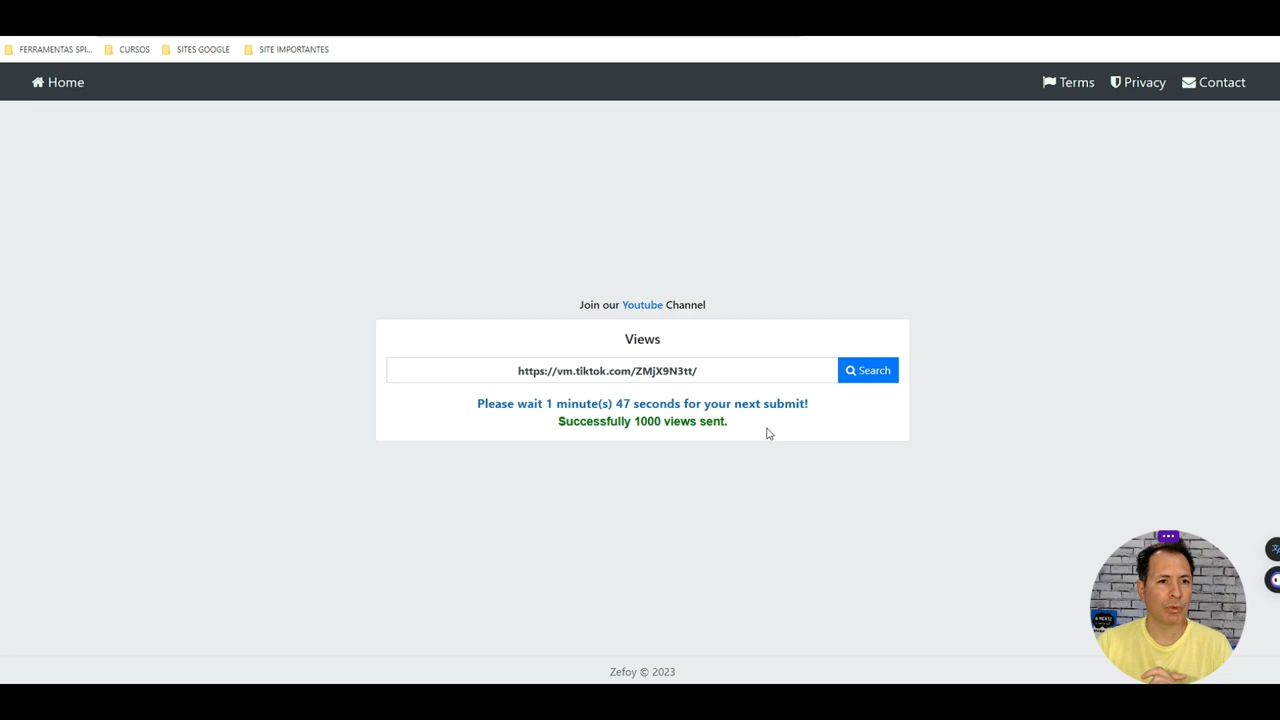 FERRAMENTAS SPI... CURSOS SITES GOOGLE SITE IMPORTANTES
Home Terms Privacy Contact
Join our Youtube Channel
Views
https://vm.tiktok.com/ZMjX9N3tt/ Search
Please wait 1 minute(s) 47 seconds for your next submit!
Successfully 1000 views sent.
A MENTE
Zefoy © 2023